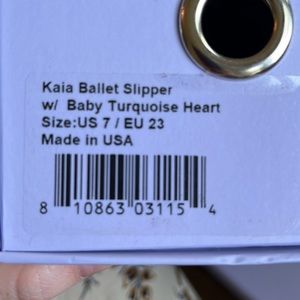 Kaia Ballet Slipper
w/ Baby Turquoise Heart
Size:US 7 / EU 23
Made in USA
8 10863 03115 4